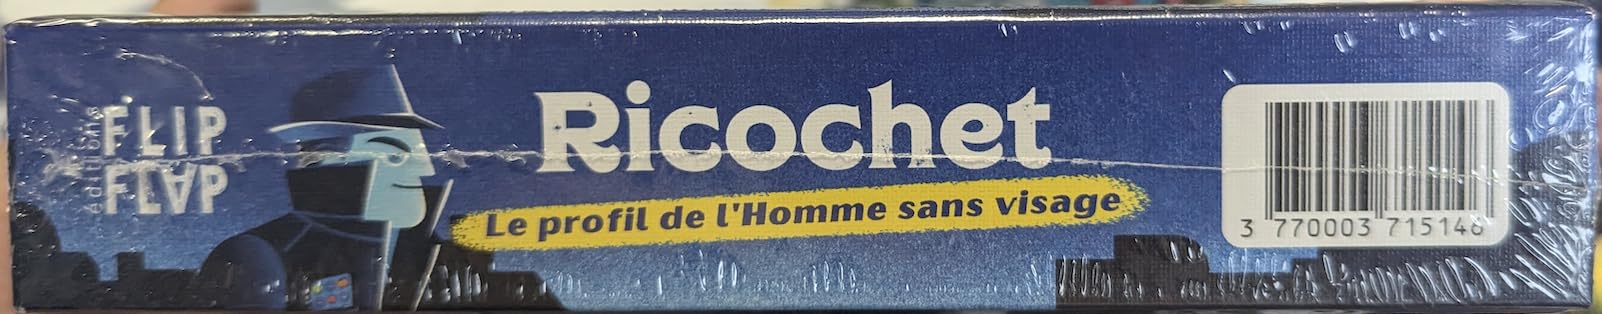 éditions
FLIP
FLAP
Ricochet
Le profil de l'Homme sans visage
3 770003 715146